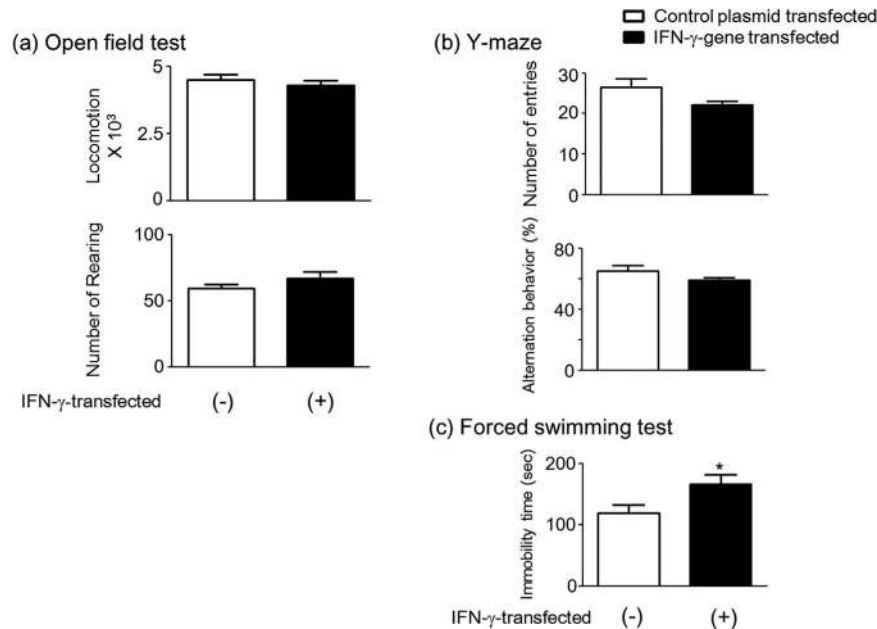 Control plasmid transfected
IFN-γ-gene transfected
(a) Open field test
5
2.5
0
Locomotion
X 10³
100
50
0
Number of Rearing
IFN-γ-transfected (-) (+)
(b) Y-maze
30
20
10
0
Number of entries
80
60
0
Alternation behavior (%)
(c) Forced swimming test
200
100
0
Immobility time (sec)
*
IFN-γ-transfected (-) (+)